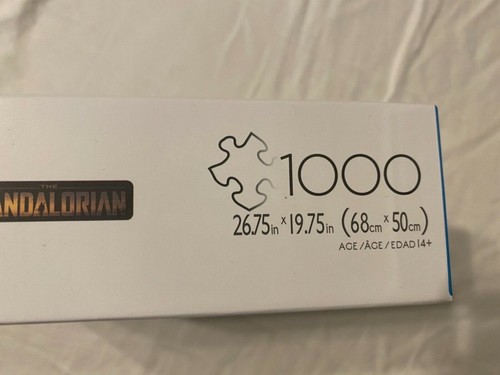 THE
ANDALORIAN
1000
26.75in x 19.75in (68cm x 50cm)
AGE/ÂGE/EDAD 14+